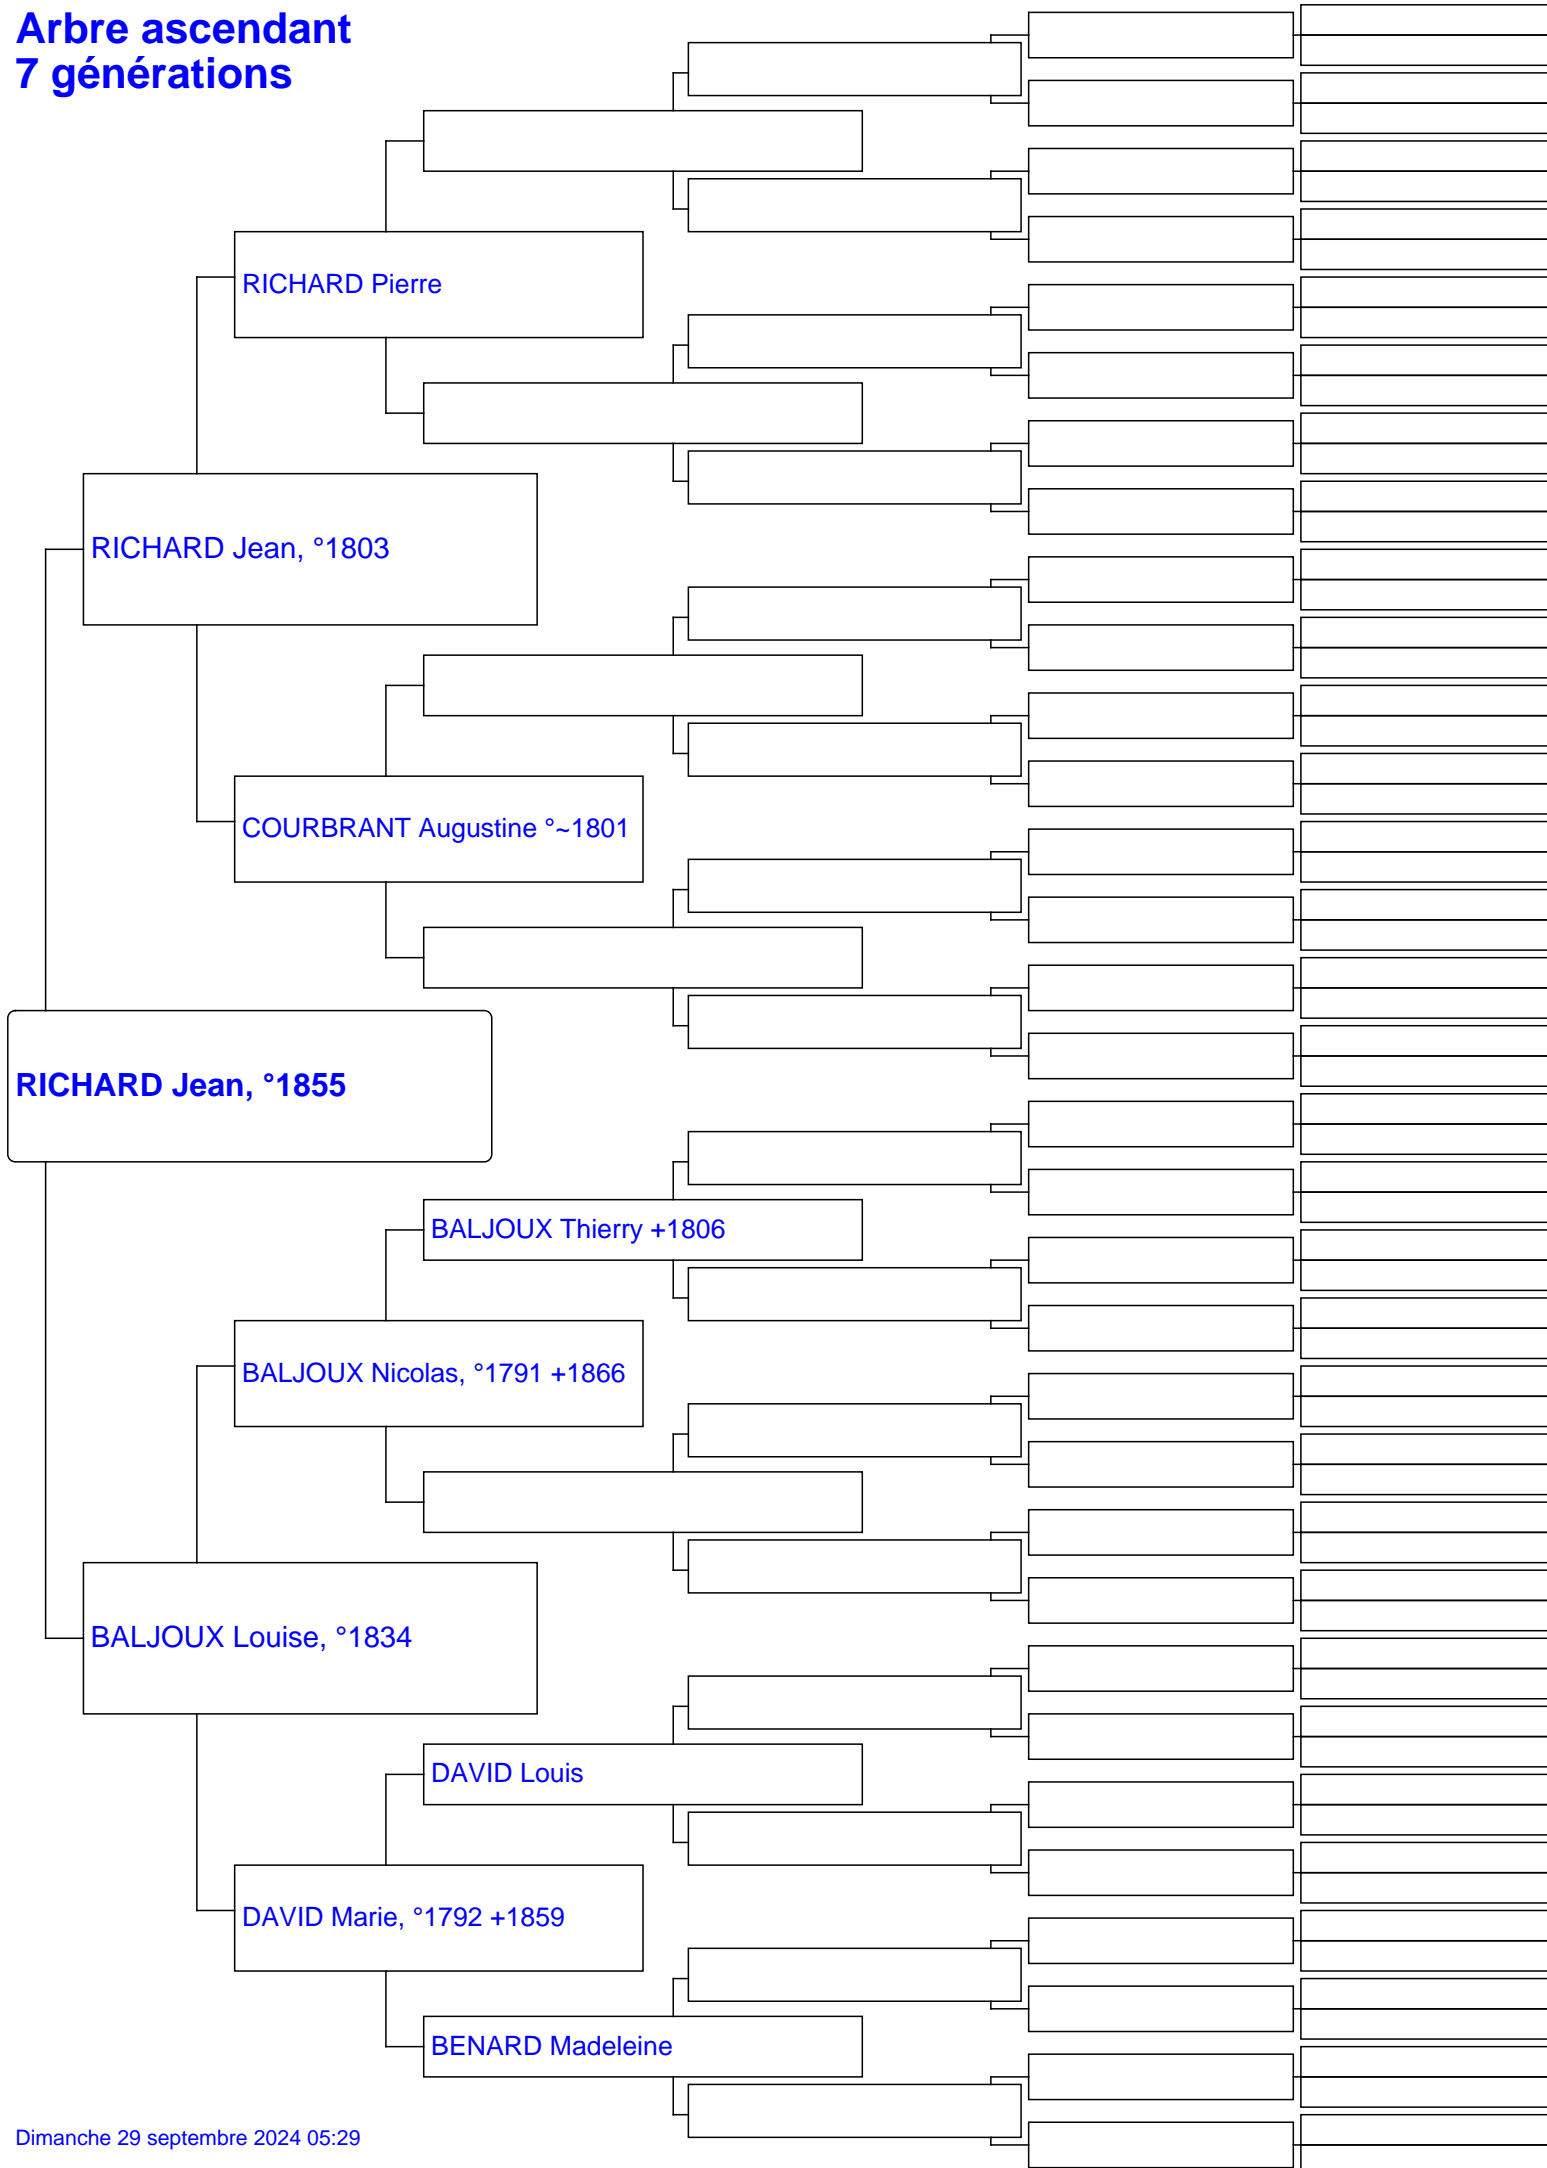 Arbre ascendant
7 générations
RICHARD Pierre
RICHARD Jean, °1803
COURBRANT Augustine °~1801
RICHARD Jean, °1855
BALJOUX Thierry +1806
BALJOUX Nicolas, °1791 +1866
BALJOUX Louise, °1834
DAVID Louis
DAVID Marie, °1792 +1859
BENARD Madeleine
Dimanche 29 septembre 2024 05:29